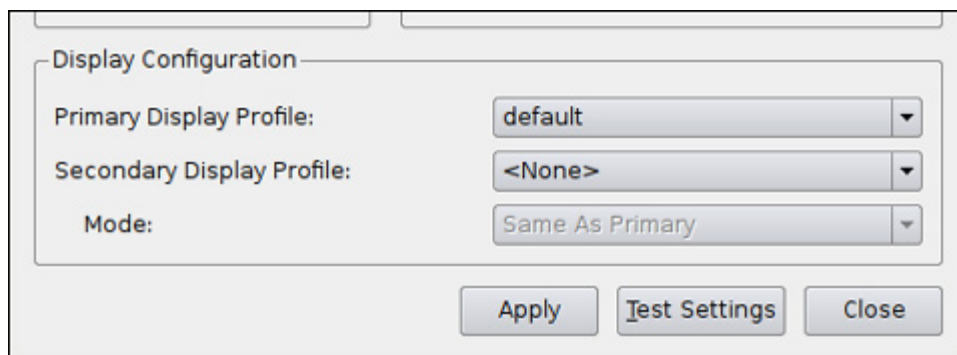 Display Configuration
Primary Display Profile: default
Secondary Display Profile: <None>
Mode: Same As Primary
Apply Test Settings Close